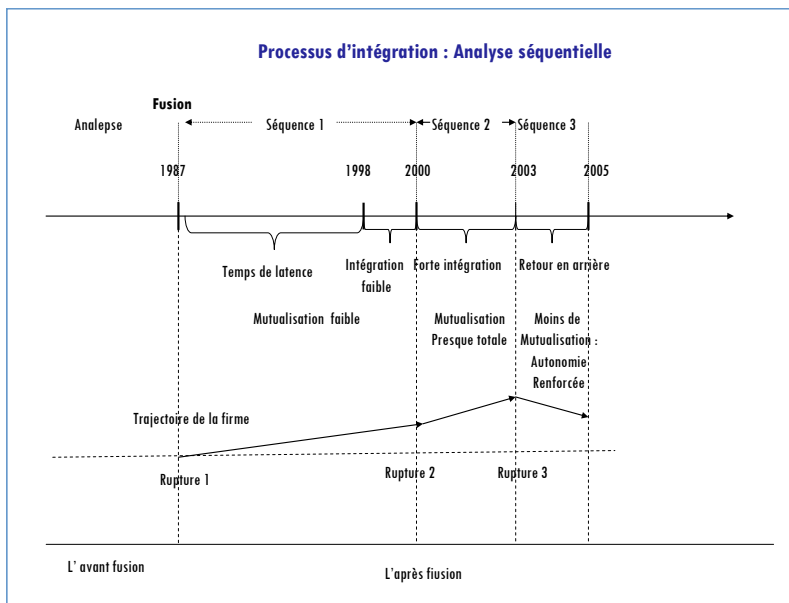 Processus d'intégration : Analyse séquentielle
Fusion
Analepse
Séquence 1
Séquence 2
Séquence 3
1987
1998
2000
2003
2005
Temps de latence
Intégration
faible
Forte intégration
Retour en arrière
Mutualisation faible
Mutualisation
Presque totale
Moins de
Mutualisation :
Autonomie
Renforcée
Trajectoire de la firme
Rupture 1
Rupture 2
Rupture 3
L' avant fusion
L'après fiusion